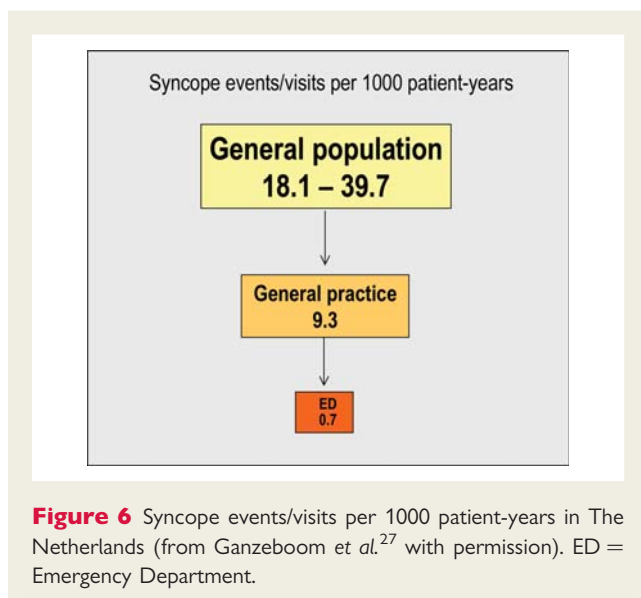 Syncope events/visits per 1000 patient-years
General population
18.1 – 39.7
General practice
9.3
ED
0.7
Figure 6 Syncope events/visits per 1000 patient-years in The
Netherlands (from Ganzeboom et al.27 with permission). ED =
Emergency Department.